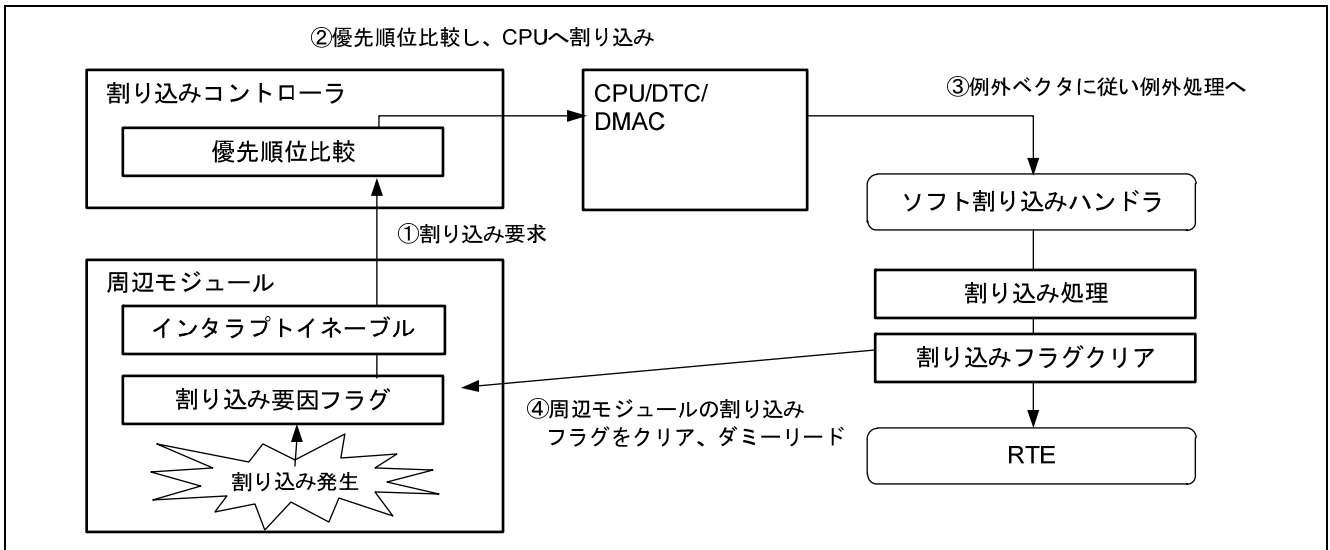 ②優先順位比較し、CPUへ割り込み
割り込みコントローラ
優先順位比較
CPU/DTC/
DMAC
③例外ベクタに従い例外処理へ
ソフト割り込みハンドラ
①割り込み要求
周辺モジュール
インタラプトイネーブル
割り込み要因フラグ
割り込み発生
割り込み処理
割り込みフラグクリア
④周辺モジュールの割り込み
フラグをクリア、ダミーリード
RTE